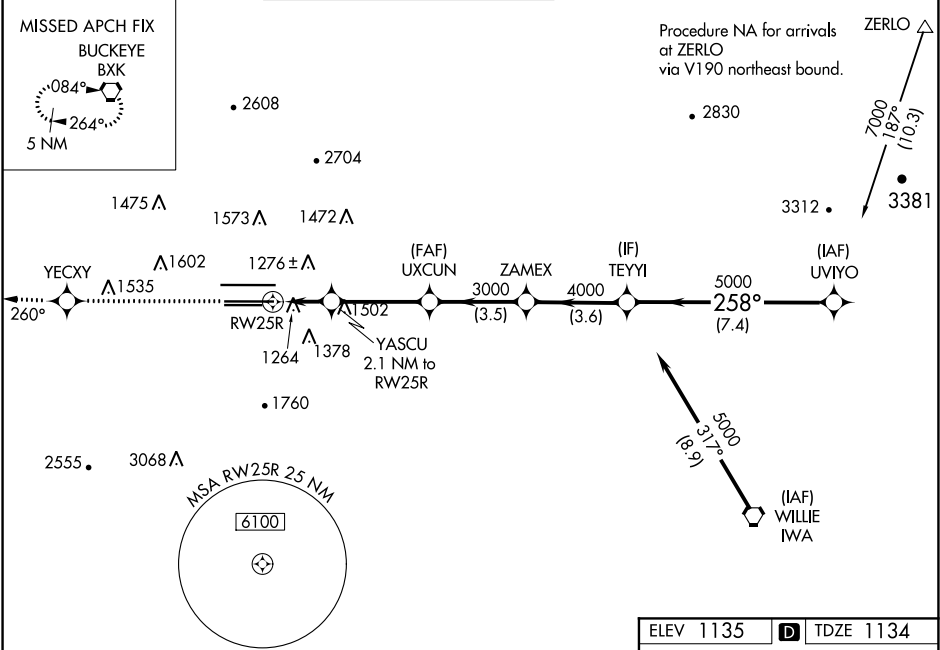 MISSED APCH FIX
BUCKEYE
BXK
084°
264°
5 NM
Procedure NA for arrivals
at ZERLO
via V190 northeast bound.
ZERLO
7000
187°
(10.3)
2608
2830
2704
3381
3312
1475
1573
1472
1602
1276±
1535
YECXY
260°
RW25R
1264
1378
1502
YASCU
2.1 NM to
RW25R
(FAF)
UXCUN
3000
(3.5)
ZAMEX
4000
(3.6)
(IF)
TEYYI
5000
258°
(7.4)
(IAF)
UVIYO
1760
2555
3068
5000
317°
(8.9)
(IAF)
WILLIE
IWA
MSA RW25R 25 NM
6100
ELEV 1135 D TDZE 1134